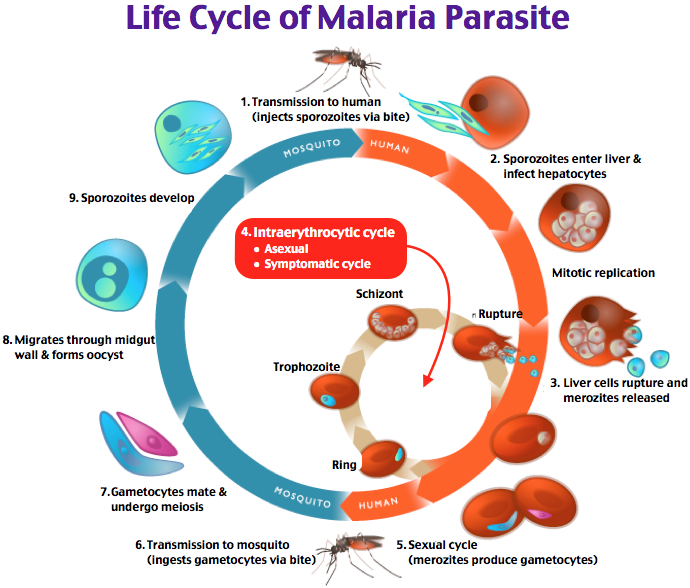 Life Cycle of Malaria Parasite
1. Transmission to human
(injects sporozoites via bite)
MOSQUITO
HUMAN
2. Sporozoites enter liver &
infect hepatocytes
Mitotic replication
3. Liver cells rupture and
merozites released
4. Intraerythrocytic cycle
• Asexual
• Symptomatic cycle
Schizont
Rupture
Trophozoite
Ring
5. Sexual cycle
(merozoites produce gametocytes)
HUMAN
MOSQUITO
6. Transmission to mosquito
(ingests gametocytes via bite)
7. Gametocytes mate &
undergo meiosis
8. Migrates through midgut
wall & forms oocyst
9. Sporozoites develop